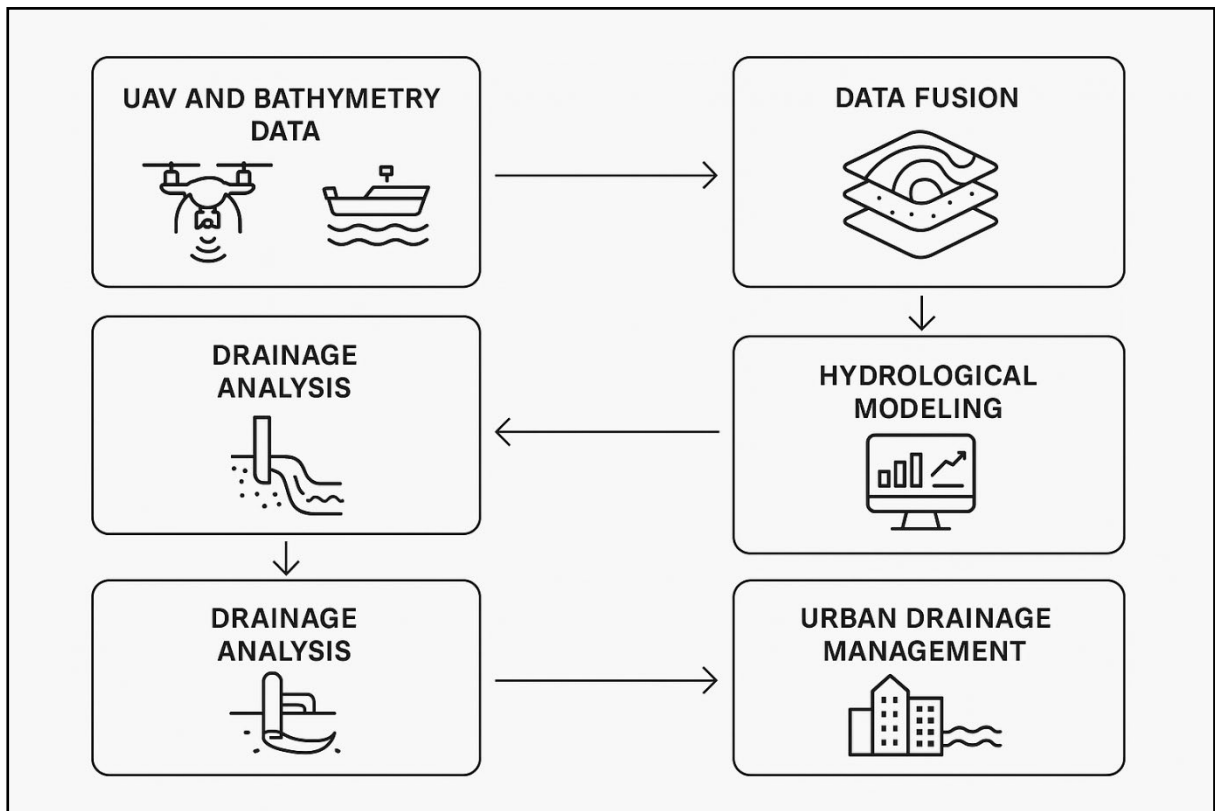 UAV AND BATHYMETRY
DATA
DATA FUSION
HYDROLOGICAL
MODELING
DRAINAGE
ANALYSIS
DRAINAGE
ANALYSIS
URBAN DRAINAGE
MANAGEMENT